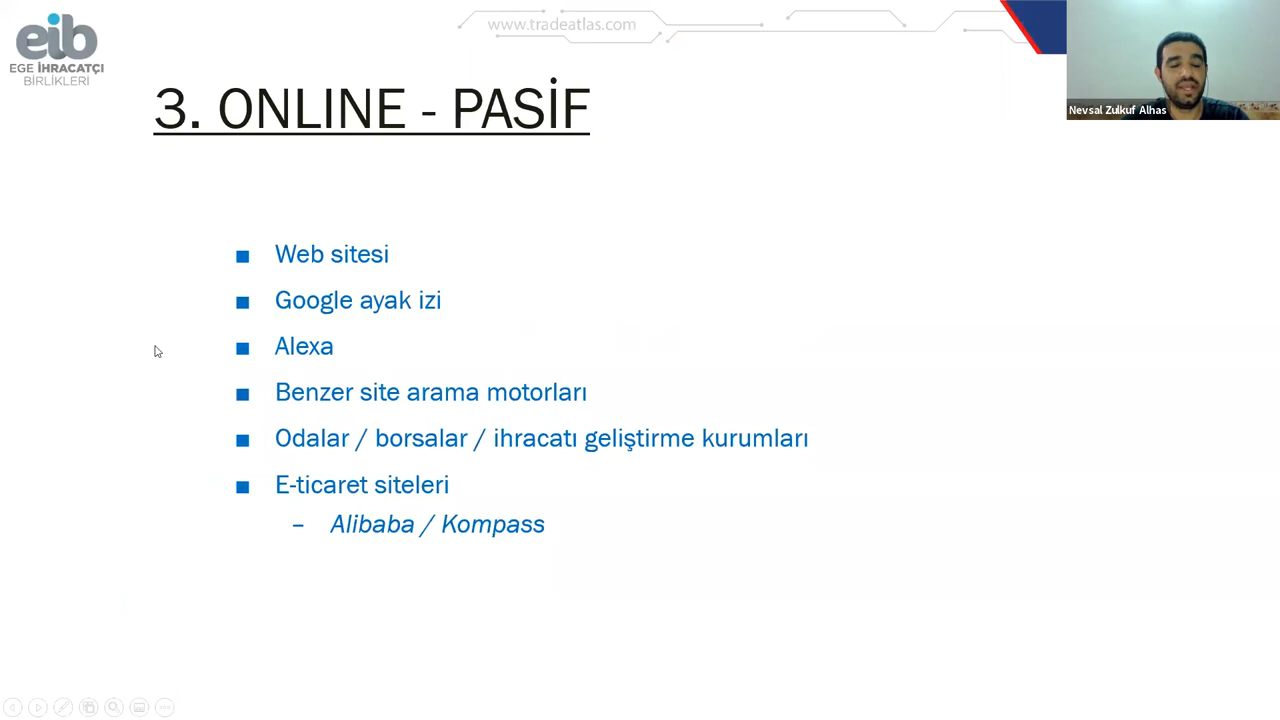 eib
EGE İHRACATÇI
BİRLİKLERİ
www.tradeatlas.com
Nevsal Zulkuf Alhas
3. ONLINE - PASİF
Web sitesi
Google ayak izi
Alexa
Benzer site arama motorları
Odalar / borsalar / ihracatı geliştirme kurumları
E-ticaret siteleri
– Alibaba / Kompass